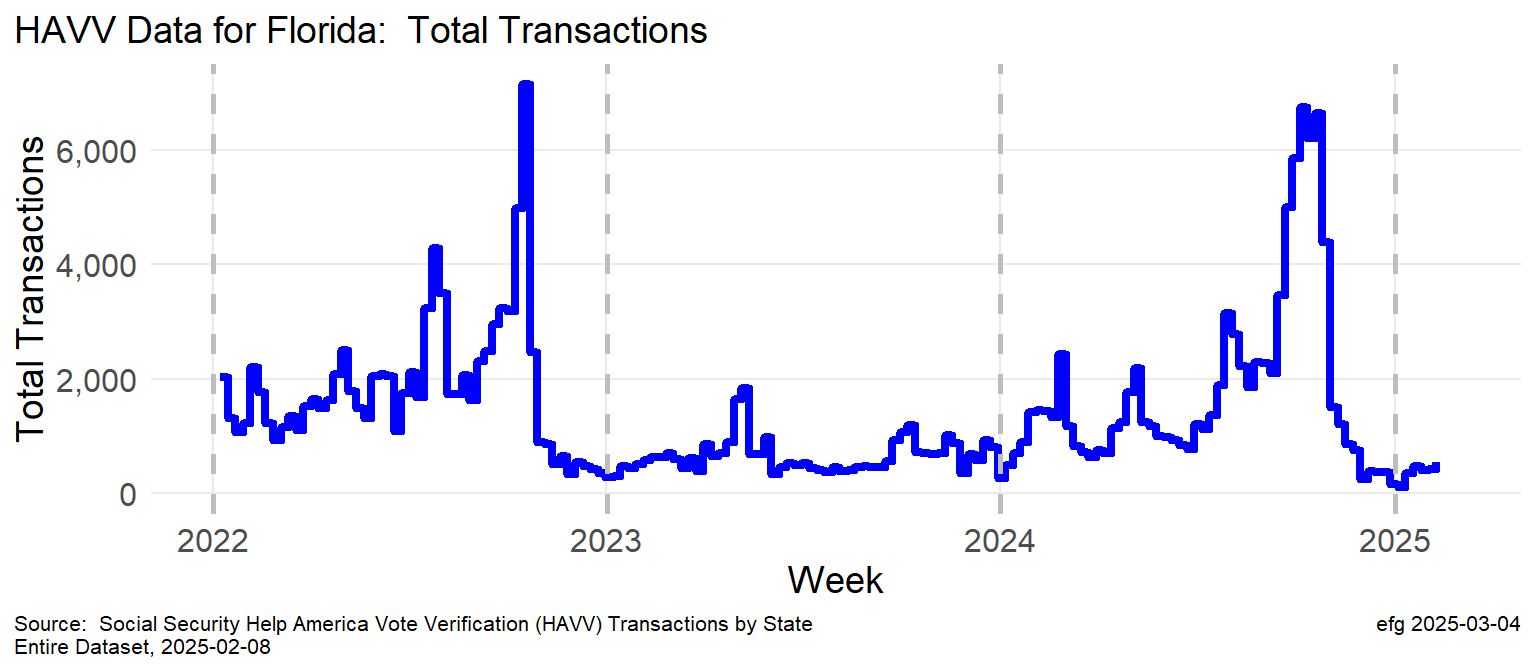 HAVV Data for Florida:  Total Transactions
Total Transactions
6,000
4,000
2,000
0
2022 2023 2024 2025
Week
Source:  Social Security Help America Vote Verification (HAVV) Transactions by State
Entire Dataset, 2025-02-08
efg 2025-03-04